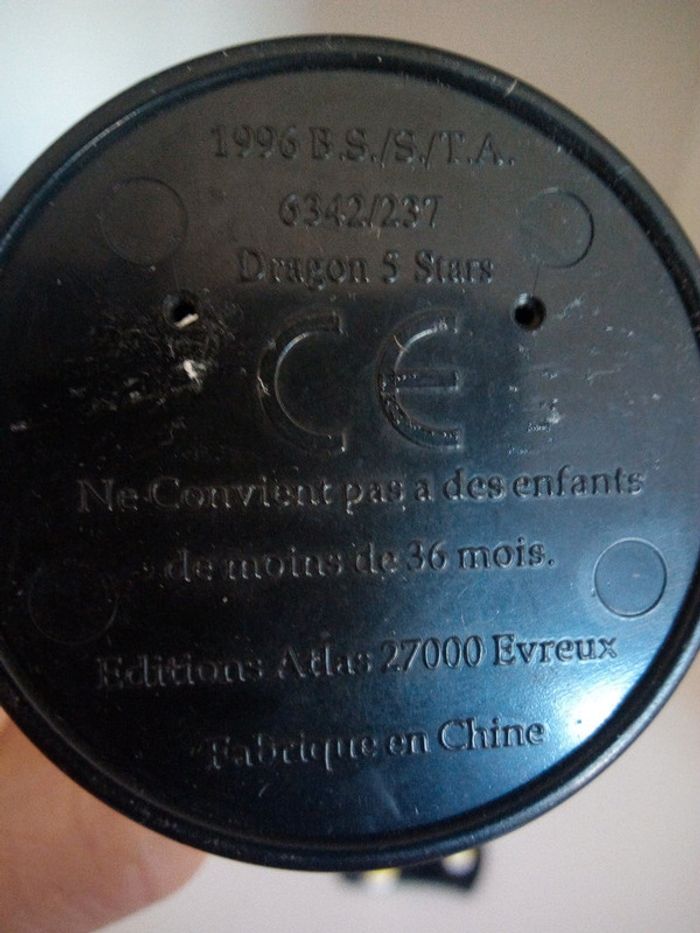 1996 B.S./S./T.A.
6342/237
Dragon 5 Stars
CE
Ne Convient pas a des enfants
de moins de 36 mois.
Editions Atlas 27000 Evreux
Fabrique en Chine